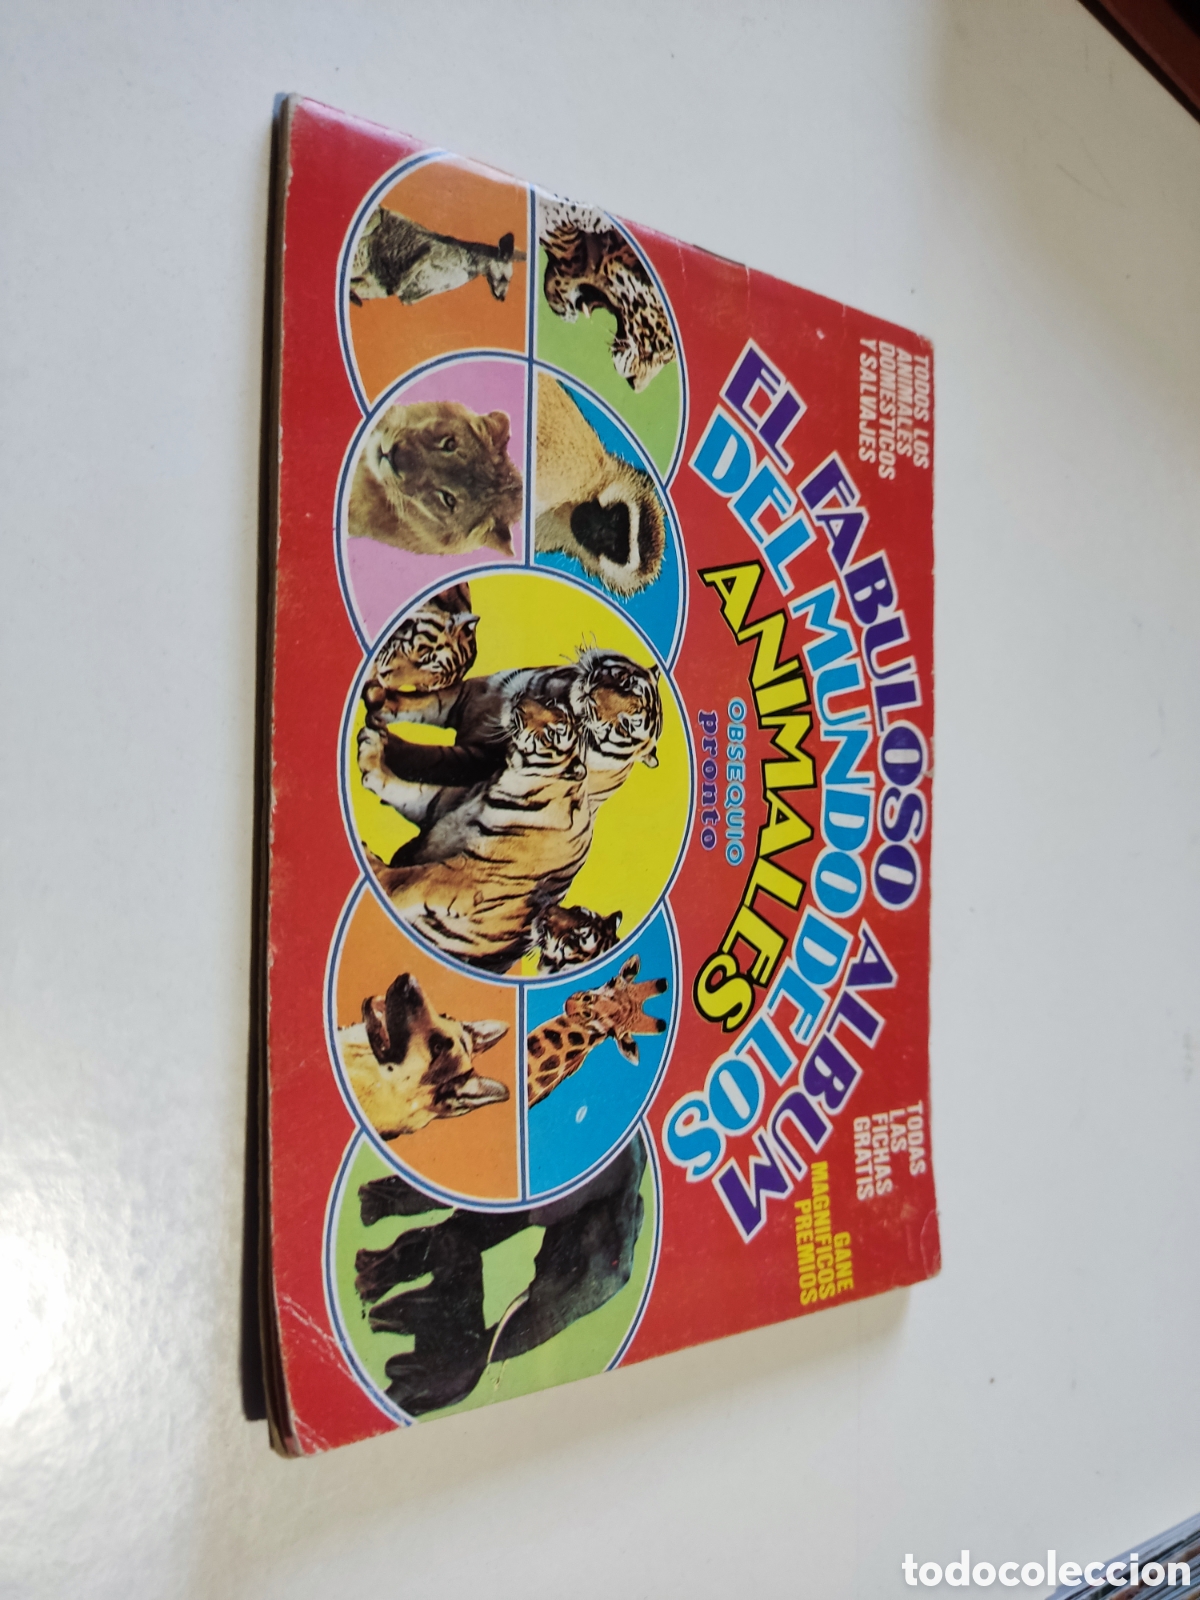 TODOS LOS
ANIMALES
DOMESTICOS
Y SALVAJES
EL FABULOSO ALBUM
DEL MUNDO DE LOS
ANIMALES
OBSEQUIO
pronto
TODAS
LAS
FICHAS
GRATIS
GANE
MAGNIFICOS
PREMIOS
todocoleccion